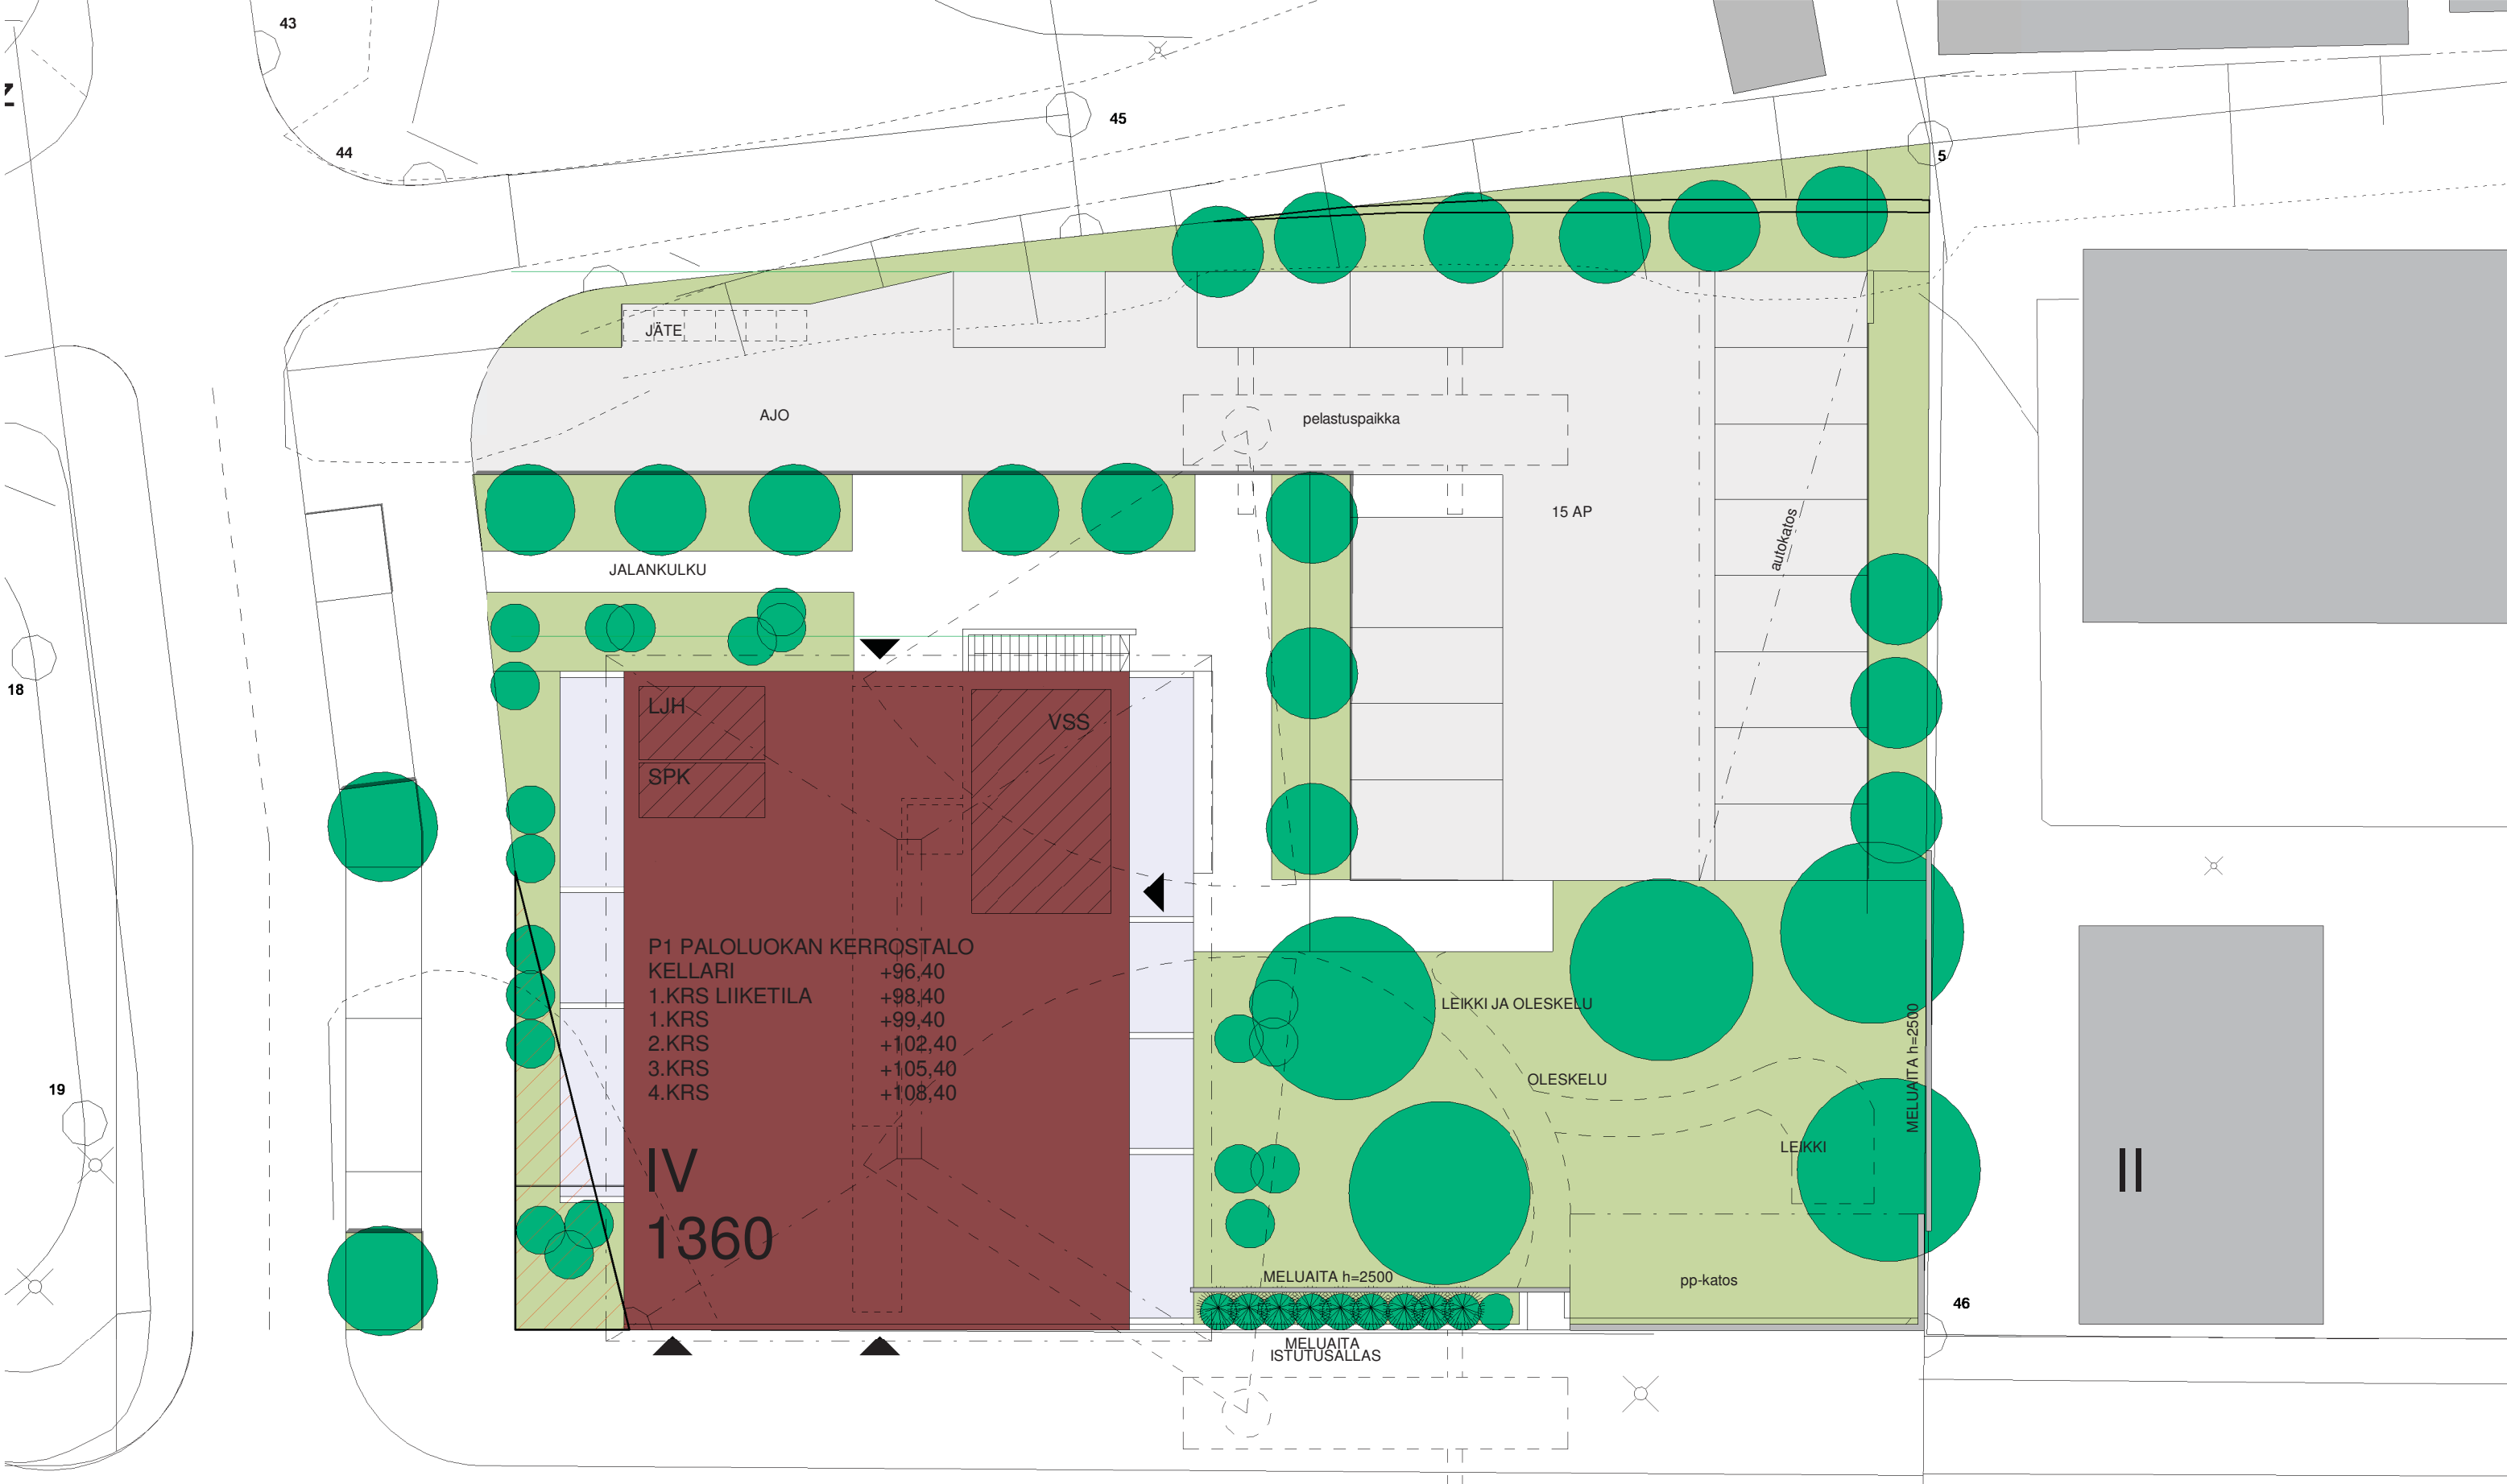 43
44
45
5
JÄTE
AJO
pelastuspaikka
15 AP
autokatos
JALANKULKU
18
LJH
VSS
SPK
P1 PALOLUOKAN KERROSTALO
KELLARI +96,40
1.KRS LIIKETILA +98,40
1.KRS +99,40
2.KRS +102,40
3.KRS +105,40
4.KRS +108,40
IV
1360
19
LEIKKI JA OLESKELU
OLESKELU
LEIKKI
MELUAITA h=2500
II
MELUAITA h=2500
pp-katos
46
MELUAITA
ISTUTUSALLAS